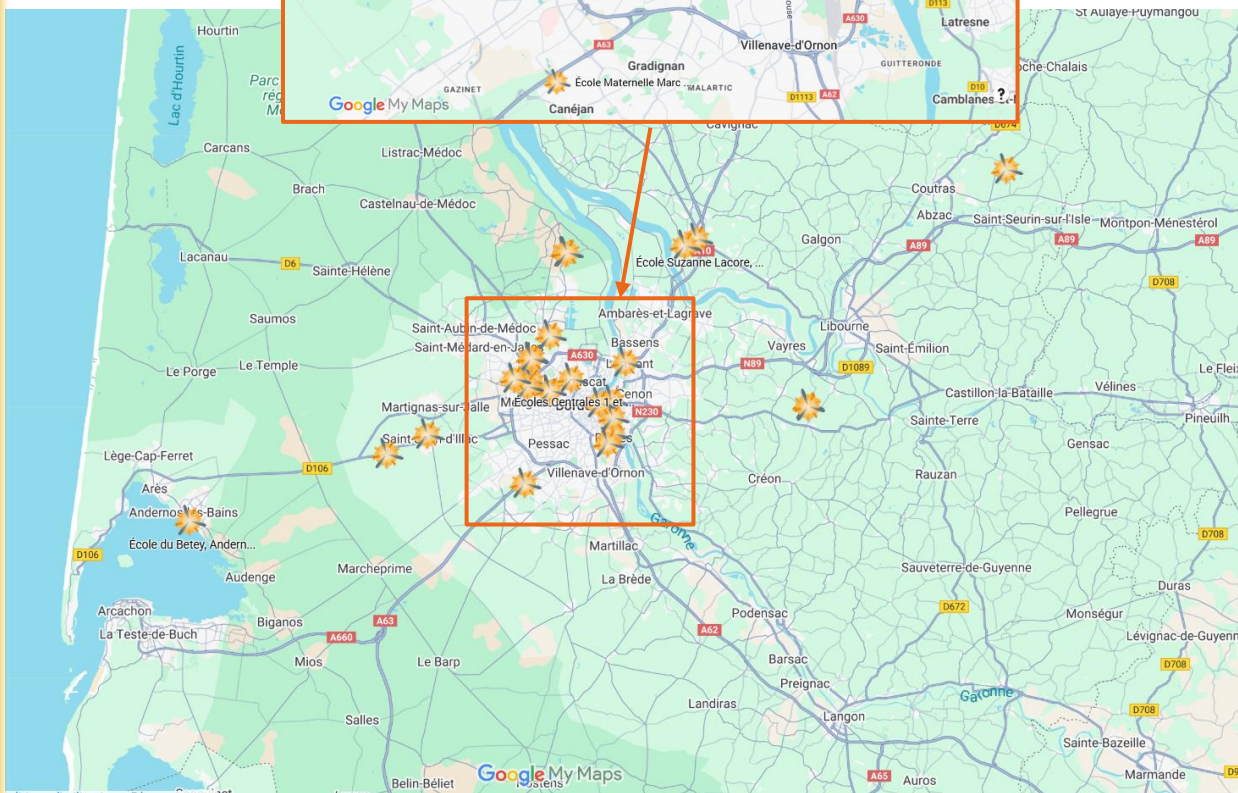 D113
St Aulaye-Puymangou
Hourtin
A630
Latresne
Lac d'Hourtin
A63
Villenave-d'Ornon
Gradignan
GUITTERONDE
Parc
GAZINET
École Maternelle Marc ...
MALARTIC
D10
Google My Maps
Canéjan
D1113
A62
Camblanes
?
D674
Cavignac
Carcans
Listrac-Médoc
Brach
Coutras
Castelnau-de-Médoc
Abzac
Saint-Seurin-sur-l'Isle
Montpon-Ménestérol
Galgon
A89
A89
A89
Lacanau
D6
Sainte-Hélène
École Suzanne Lacore, ...
D708
Saumos
Ambarès-et-Lagrave
Saint-Aubin-de-Médoc
Libourne
Saint-Médard-en-Ja
Bassens
Vayres
Saint-Émilion
A630
Le Porge
Le Temple
N89
D1089
Le Fleix
Castillon-la-Bataille
Vélines
Martignas-sur-Jalle
Écoles Centrales 1 et
N230
Sainte-Terre
Pineuilh
Pessac
Gensac
Lège-Cap-Ferret
D106
Villenave-d'Ornon
Créon
Rauzan
Arès
Andernos-les-Bains
Pellegrue
Garonne
D708
École du Betey, Andern...
Martillac
D106
Audenge
Marcheprime
La Brède
Sauveterre-de-Guyenne
Duras
Arcachon
Biganos
A63
Podensac
D672
Monségur
La Teste-de-Buch
A660
A62
Lévignac-de-Guyenn
Mios
Le Barp
Barsac
D708
Preignac
Garonne
Landiras
D708
Salles
Langon
Sainte-Bazeille
Google My Maps
Belin-Béliet
A65
Auros
Marmande